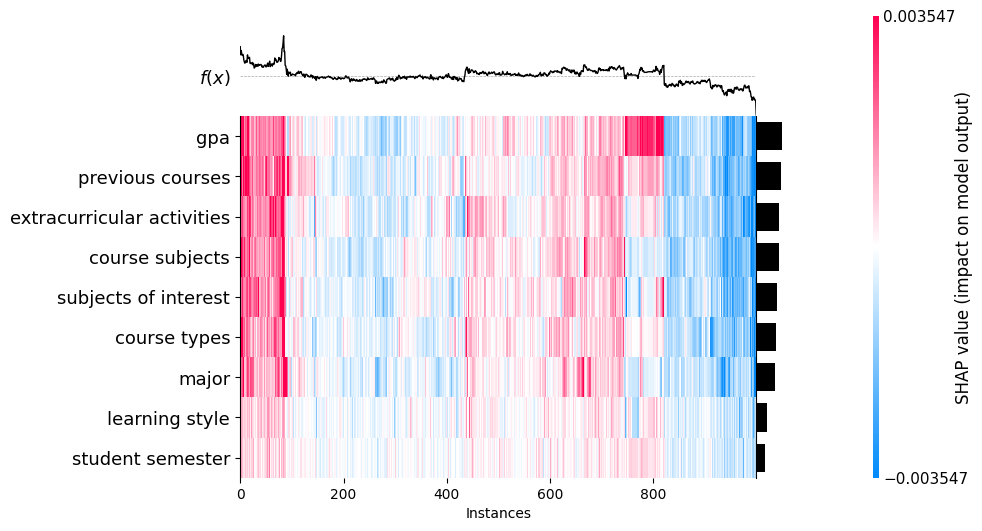 0.003547
f(x)
gpa
previous courses
extracurricular activities
course subjects
subjects of interest
course types
major
learning style
student semester
0 200 400 600 800
Instances
−0.003547
SHAP value (impact on model output)